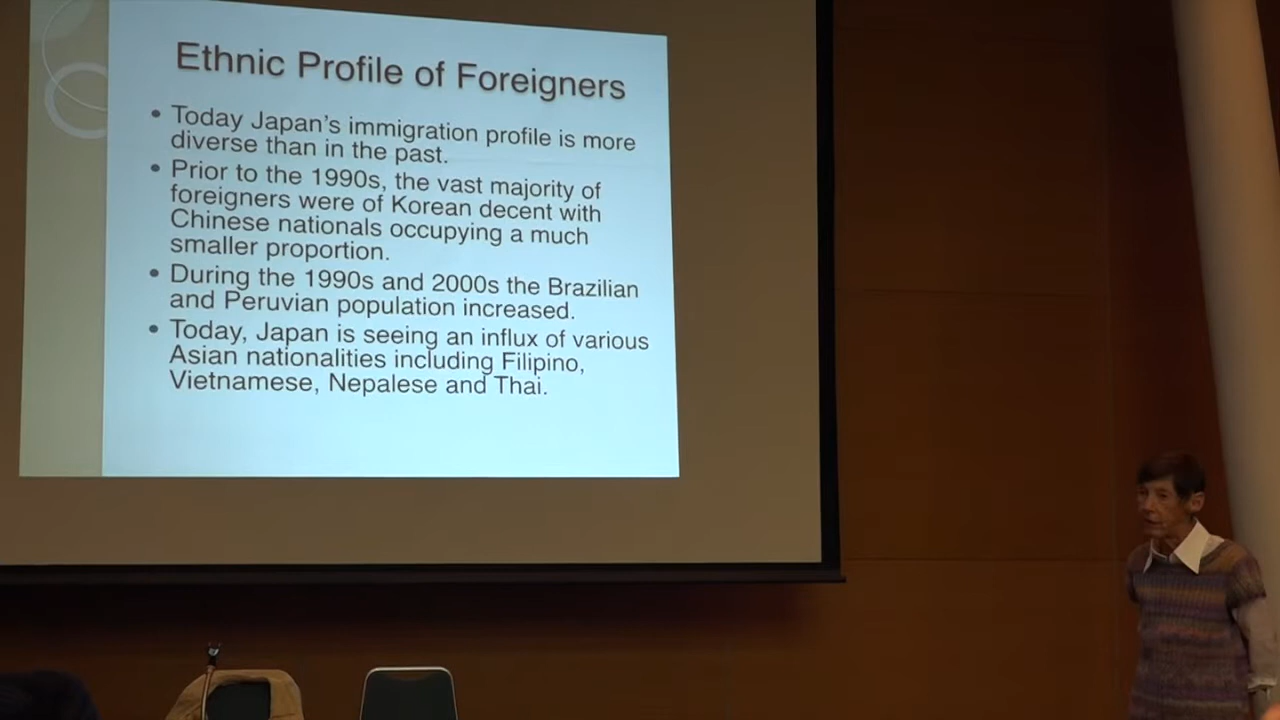 Ethnic Profile of Foreigners
• Today Japan's immigration profile is more
diverse than in the past.
• Prior to the 1990s, the vast majority of
foreigners were of Korean decent with
Chinese nationals occupying a much
smaller proportion.
• During the 1990s and 2000s the Brazilian
and Peruvian population increased.
• Today, Japan is seeing an influx of various
Asian nationalities including Filipino,
Vietnamese, Nepalese and Thai.